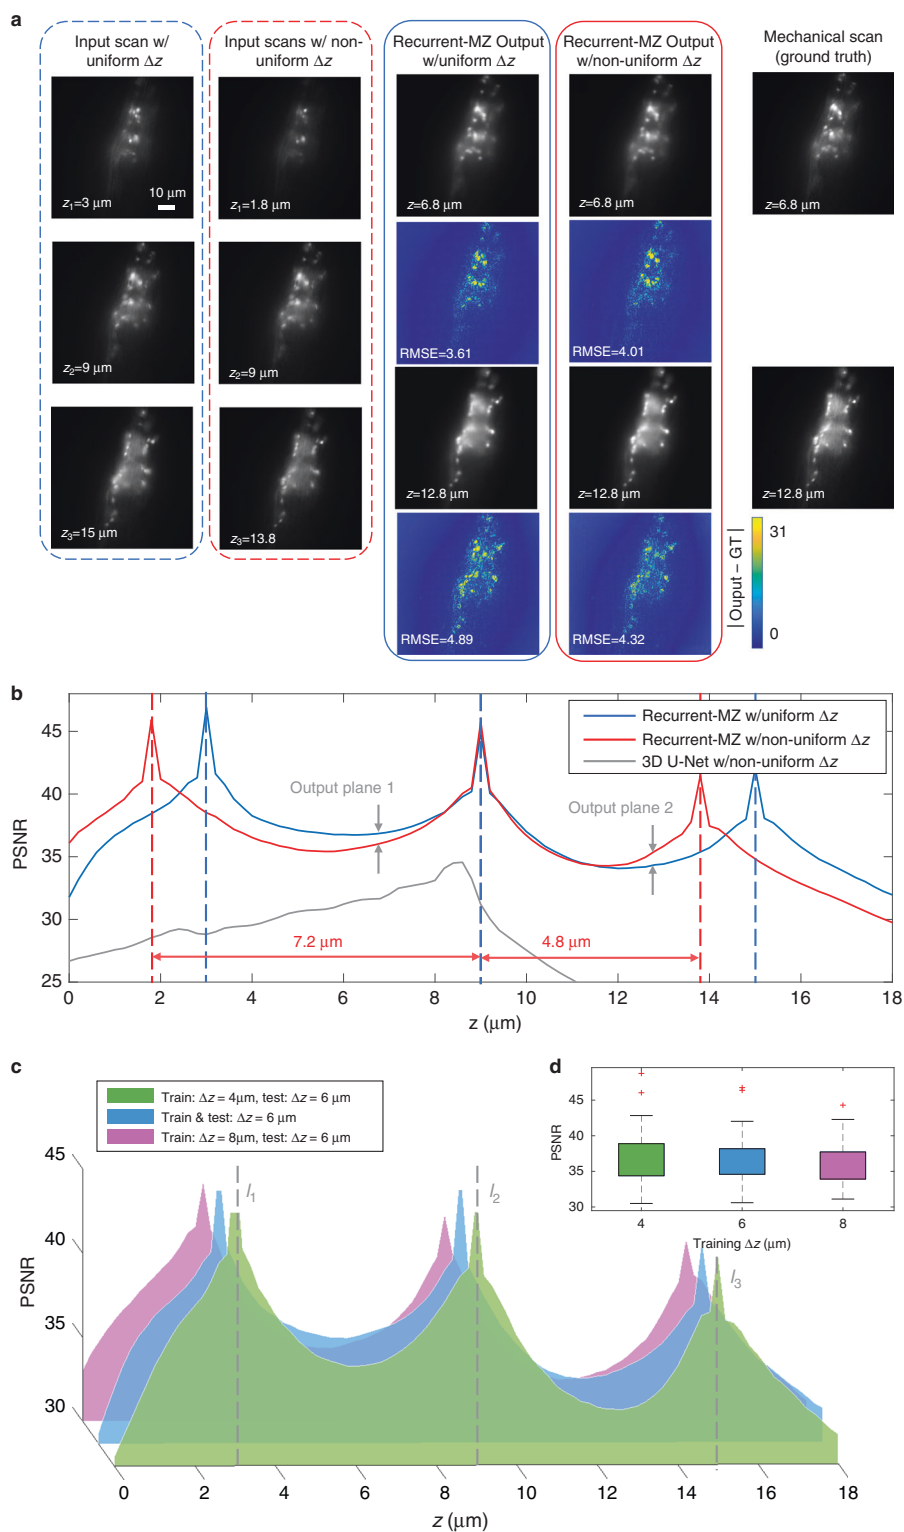 a
Input scan w/
uniform Δz
Input scans w/ non-
uniform Δz
Recurrent-MZ Output
w/uniform Δz
Recurrent-MZ Output
w/non-uniform Δz
Mechanical scan
(ground truth)
z1=3 μm
10 μm
z1=1.8 μm
z=6.8 μm
z=6.8 μm
z=6.8 μm
z2=9 μm
z2=9 μm
RMSE=3.61
RMSE=4.01
z3=15 μm
z3=13.8
z=12.8 μm
z=12.8 μm
z=12.8 μm
RMSE=4.89
RMSE=4.32
| Ouput – GT |
31
0
b
PSNR
45
40
35
30
25
Recurrent-MZ w/uniform Δz
Recurrent-MZ w/non-uniform Δz
3D U-Net w/non-uniform Δz
Output plane 1
Output plane 2
7.2 μm
4.8 μm
0 2 4 6 8 10 12 14 16 18
z (μm)
c
Train: Δz = 4μm, test: Δz = 6 μm
Train & test: Δz = 6 μm
Train: Δz = 8μm, test: Δz = 6 μm
PSNR
45
40
35
30
l1
l2
l3
0 2 4 6 8 10 12 14 16 18
z (μm)
d
PSNR
45
40
35
30
4 6 8
Training Δz (μm)